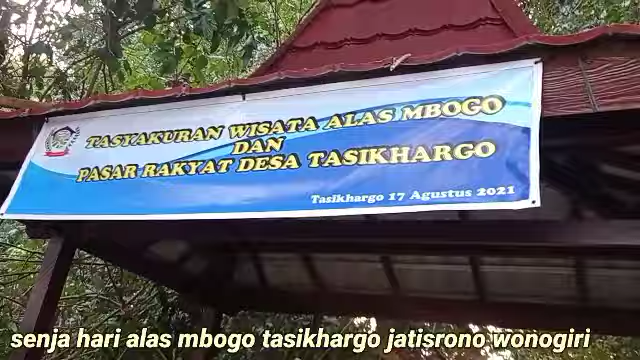 TASYAKURAN WISATA ALAS MBOGO
DAN
PASAR RAKYAT DESA TASIKHARGO
Tasikhargo 17 Agustus 2021
senja hari alas mbogo tasikhargo jatisrono wonogiri